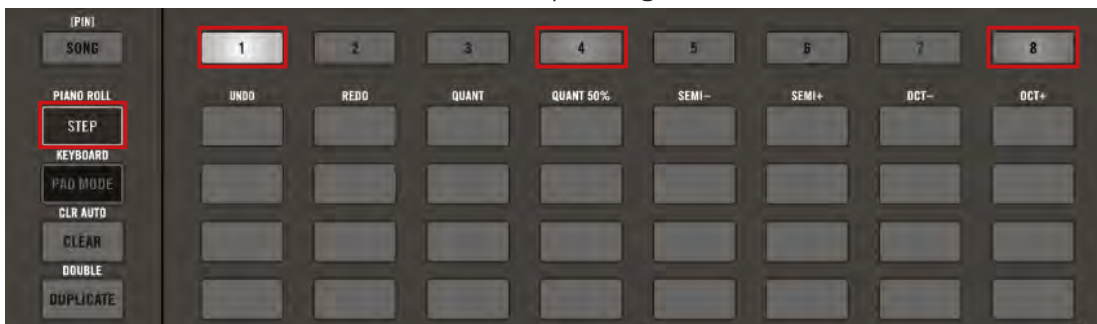 [PIN]
SONG 1 2 3 4 5 6 7 8
PIANO ROLL UNDO REDO QUANT QUANT 50% SEMI- SEMI+ OCT- OCT+
STEP
KEYBOARD
PAD MODE
CLR AUTO
CLEAR
DOUBLE
DUPLICATE